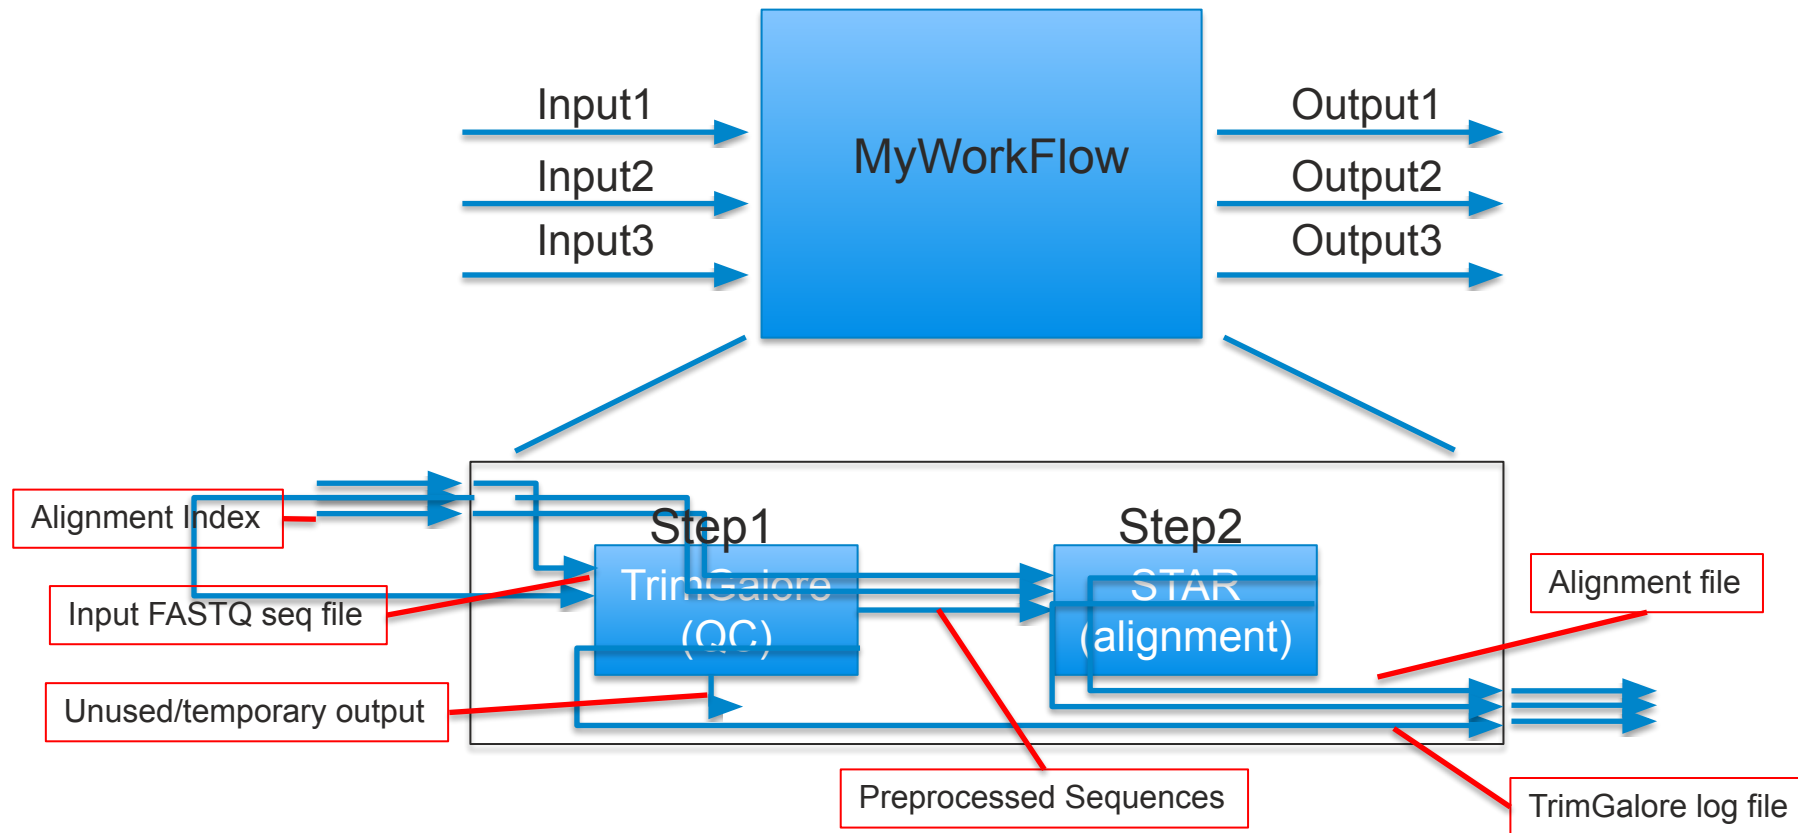 Input1
Input2
Input3
MyWorkFlow
Output1
Output2
Output3
Alignment Index
Input FASTQ seq file
Unused/temporary output
Step1
TrimGalore
(QC)
Step2
STAR
(alignment)
Alignment file
Preprocessed Sequences
TrimGalore log file